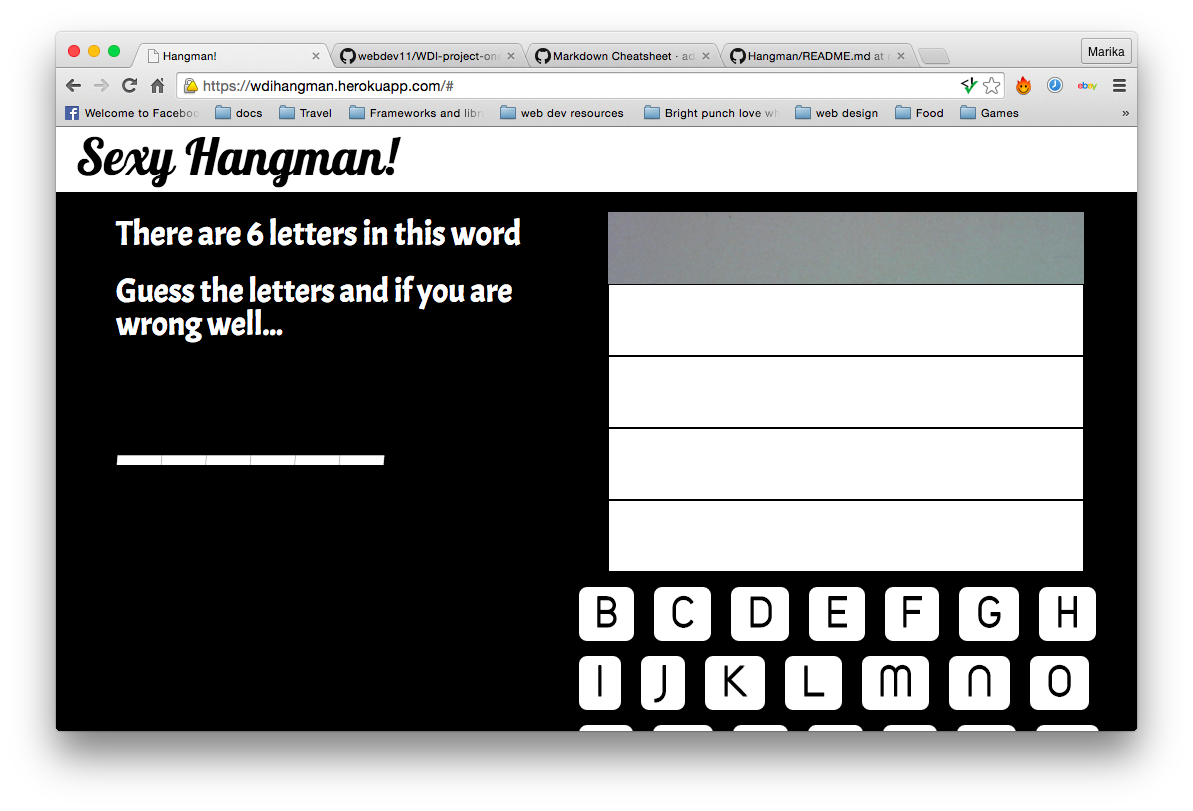 Hangman!
webdev11/WDI-project-on
Markdown Cheatsheet · ad
Hangman/README.md at
Marika
https://wdihangman.herokuapp.com/#
Welcome to Faceboo
docs
Travel
Frameworks and libr
web dev resources
Bright punch love wh
web design
Food
Games
»
Sexy Hangman!
There are 6 letters in this word
Guess the letters and if you are
wrong well...
B C D E F G H
I J K L M N O